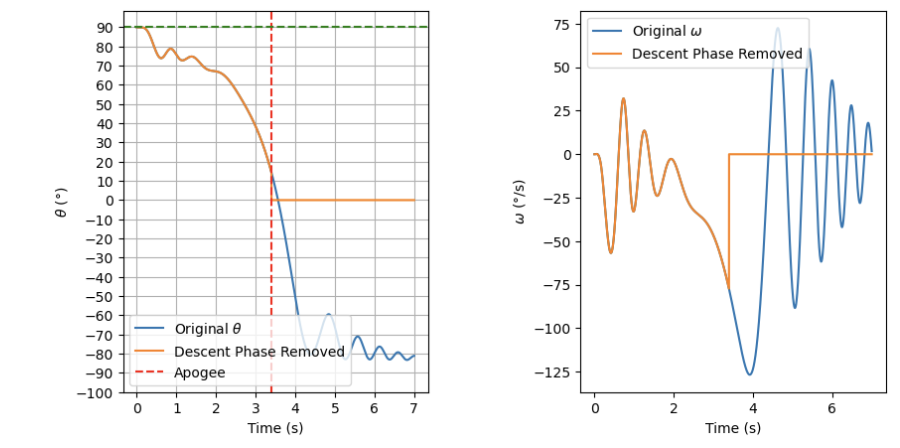 90
80
70
60
50
40
30
20
10
0
−10
−20
−30
−40
−50
−60
−70
−80
−90
−100
θ (°)
Original θ
Descent Phase Removed
Apogee
0 1 2 3 4 5 6 7
Time (s)
75
50
25
0
−25
−50
−75
−100
−125
ω (°/s)
Original ω
Descent Phase Removed
0 2 4 6
Time (s)